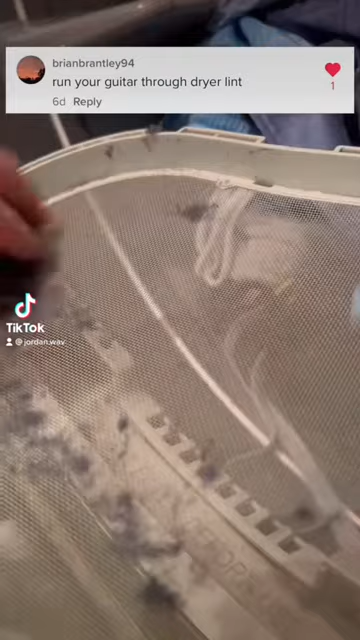 brianbrantley94
run your guitar through dryer lint
6d Reply
1
TikTok
@jordan.wav